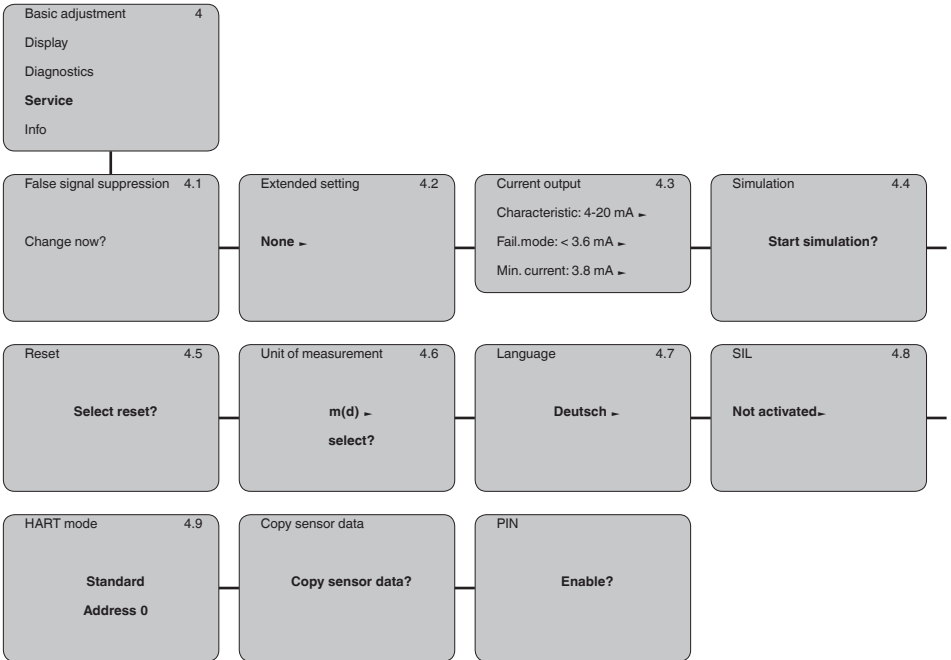 Basic adjustment 4
Display
Diagnostics
Service
Info
False signal suppression 4.1
Change now?
Extended setting 4.2
None ►
Current output 4.3
Characteristic: 4-20 mA ►
Fail.mode: < 3.6 mA ►
Min. current: 3.8 mA ►
Simulation 4.4
Start simulation?
Reset 4.5
Select reset?
Unit of measurement 4.6
m(d) ►
select?
Language 4.7
Deutsch ►
SIL 4.8
Not activated►
HART mode 4.9
Standard
Address 0
Copy sensor data
Copy sensor data?
PIN
Enable?